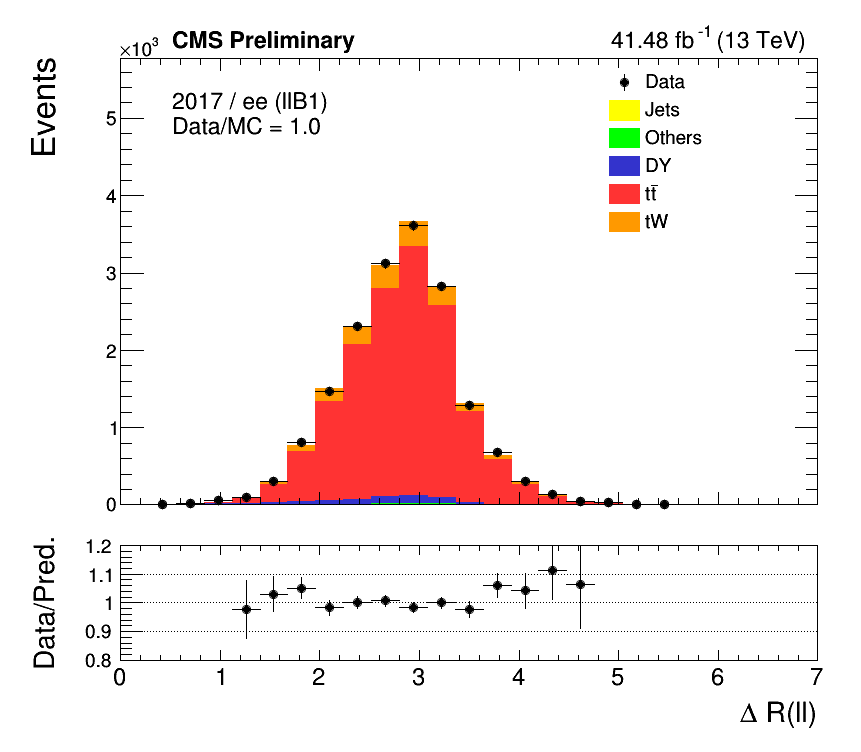 ×10³ CMS Preliminary 41.48 fb⁻¹ (13 TeV)
Events
2017 / ee (llB1)
Data/MC = 1.0
Data
Jets
Others
DY
tt̄
tW
5
4
3
2
1
0
Data/Pred.
1.2
1.1
1
0.9
0.8
0 1 2 3 4 5 6 7
Δ R(ll)